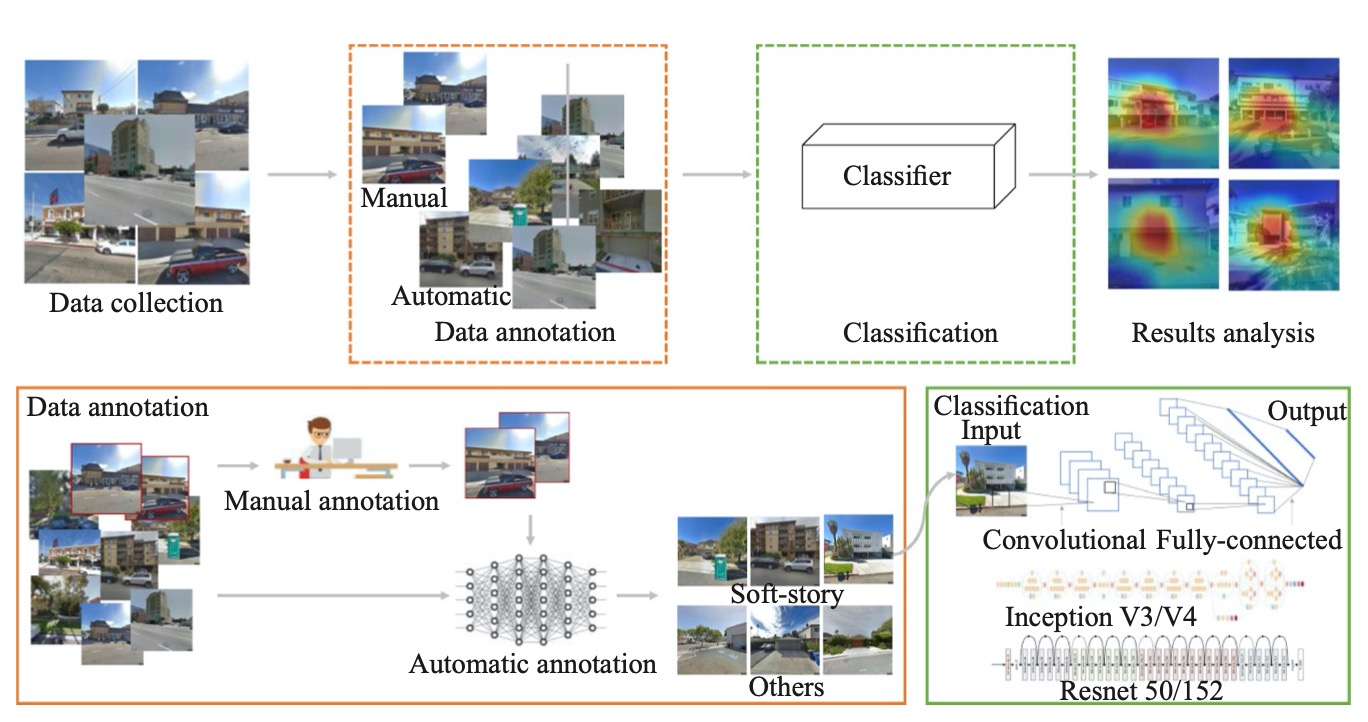 Manual
Automatic
Classifier
Data collection
Data annotation
Classification
Results analysis
Data annotation
Manual annotation
Automatic annotation
Soft-story
Others
Classification
Input
Output
Convolutional Fully-connected
Inception V3/V4
Resnet 50/152